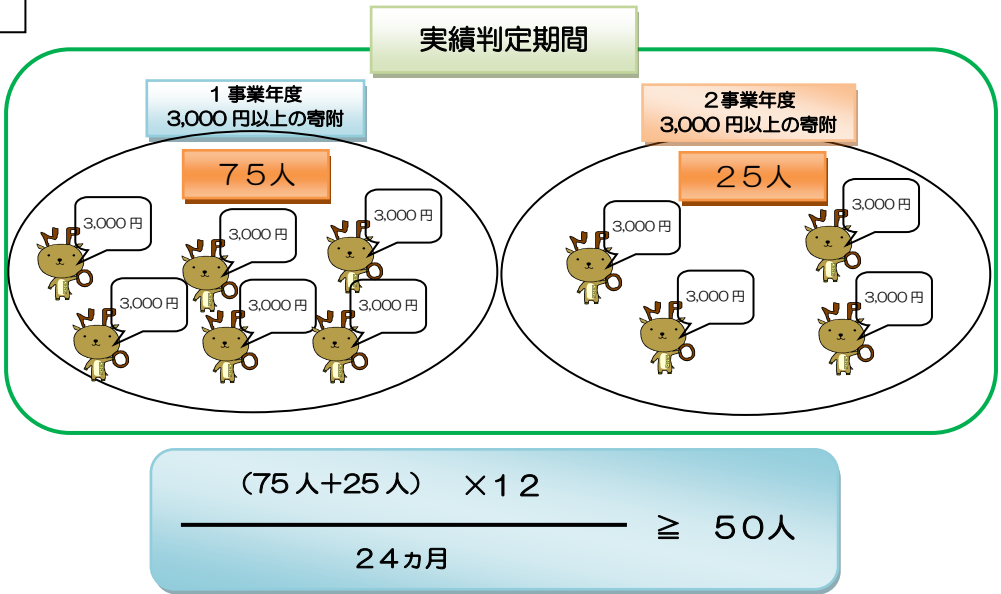 実績判定期間
1 事業年度
3,000 円以上の寄附
75人
3,000 円
3,000 円
3,000 円
3,000 円
3,000 円
3,000 円
2事業年度
3,000 円以上の寄附
25人
3,000 円
3,000 円
3,000 円
3,000 円
(75 人+25 人) ×12
24ヵ月
≧ 50人